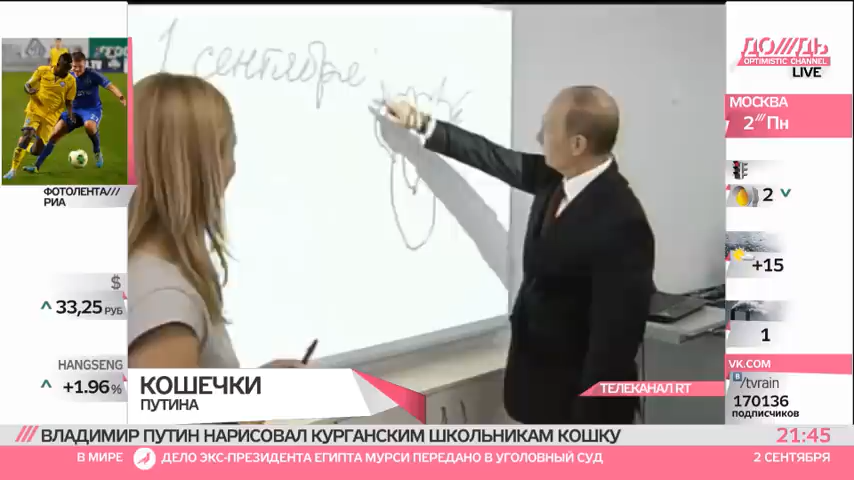 1 сентября
ДОЖДЬ
OPTIMISTIC CHANNEL
LIVE
МОСКВА
2 /// Пн
ФОТОЛЕНТА///
РИА
2
$
33,25 РУБ
+15
HANGSENG
+1.96 %
1
VK.COM
В /tvrain
170136
подписчиков
КОШЕЧКИ
ПУТИНА
ТЕЛЕКАНАЛ RT
/// ВЛАДИМИР ПУТИН НАРИСОВАЛ КУРГАНСКИМ ШКОЛЬНИКАМ КОШКУ
21:45
В МИРЕ
ДЕЛО ЭКС-ПРЕЗИДЕНТА ЕГИПТА МУРСИ ПЕРЕДАНО В УГОЛОВНЫЙ СУД
2 СЕНТЯБРЯ